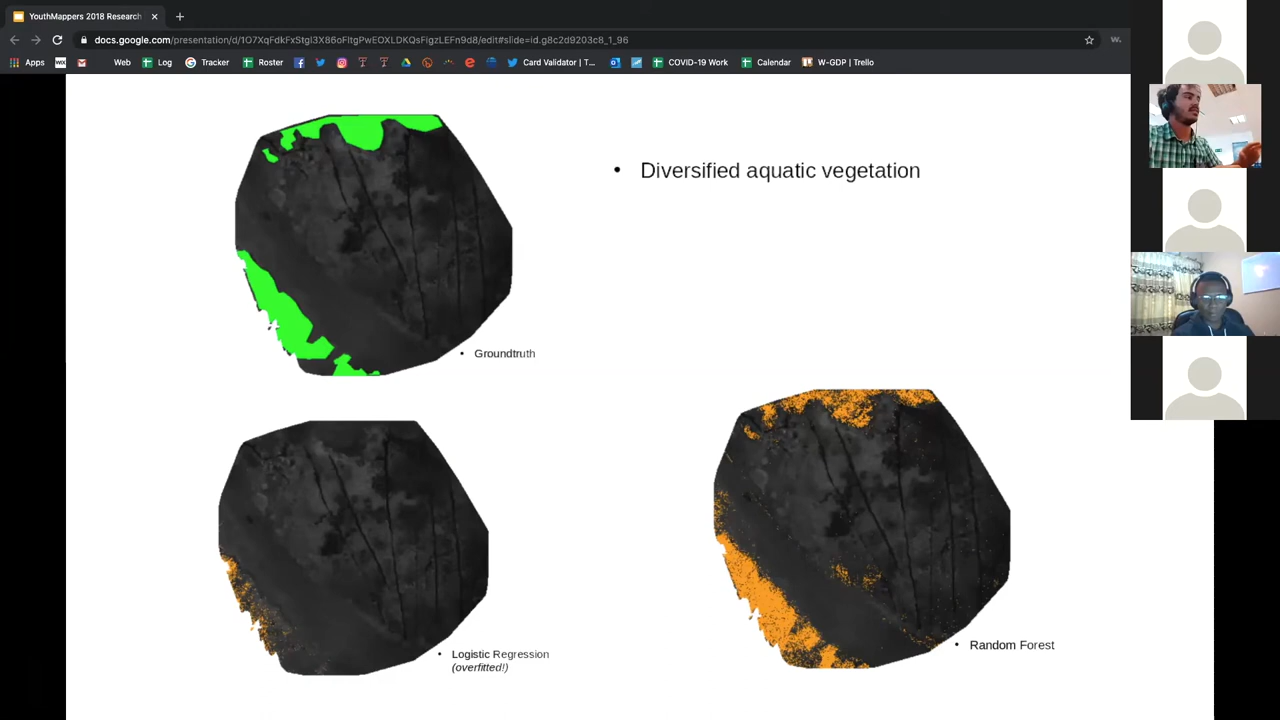 YouthMappers 2018 Research
docs.google.com/presentation/d/1O7XqFdkFxStgI3X86oFItgPwEOXLDKQsFigzLEFn9d8/edit#slide=id.g8c2d9203c8_1_96
Apps Web Log Tracker Roster Card Validator | T... COVID-19 Work Calendar W-GDP | Trello
• Diversified aquatic vegetation
• Groundtruth
• Logistic Regression
(overfitted!)
• Random Forest